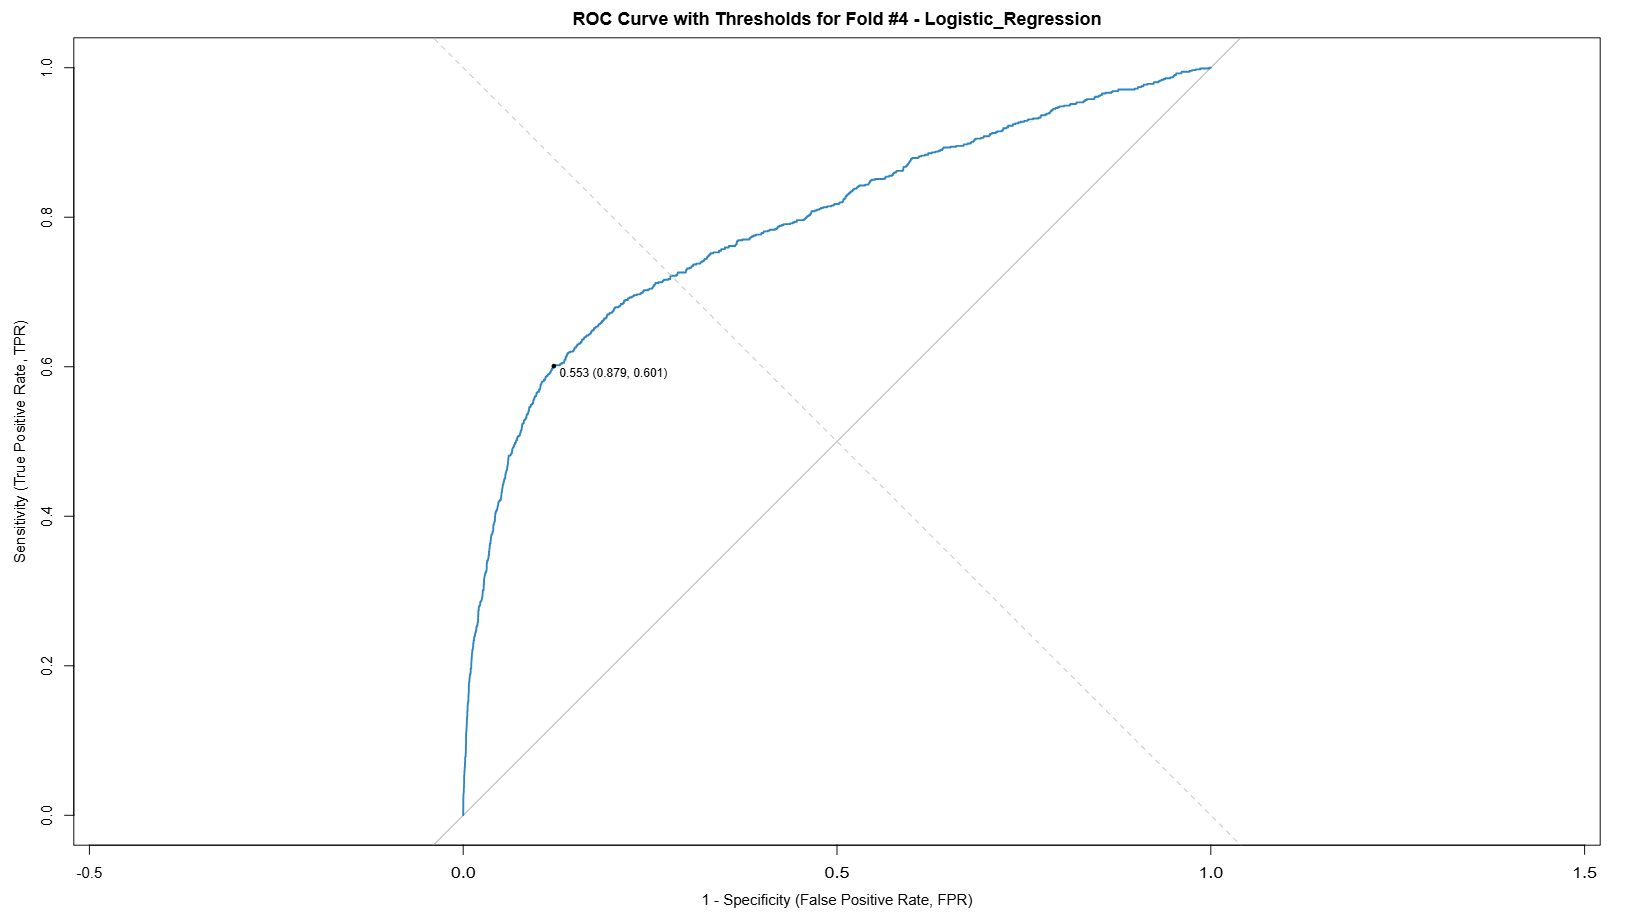 ROC Curve with Thresholds for Fold #4 - Logistic_Regression
Sensitivity (True Positive Rate, TPR)
1.0
0.8
0.6
0.4
0.2
0.0
0.553 (0.879, 0.601)
-0.5
0.0
0.5
1.0
1.5
1 - Specificity (False Positive Rate, FPR)